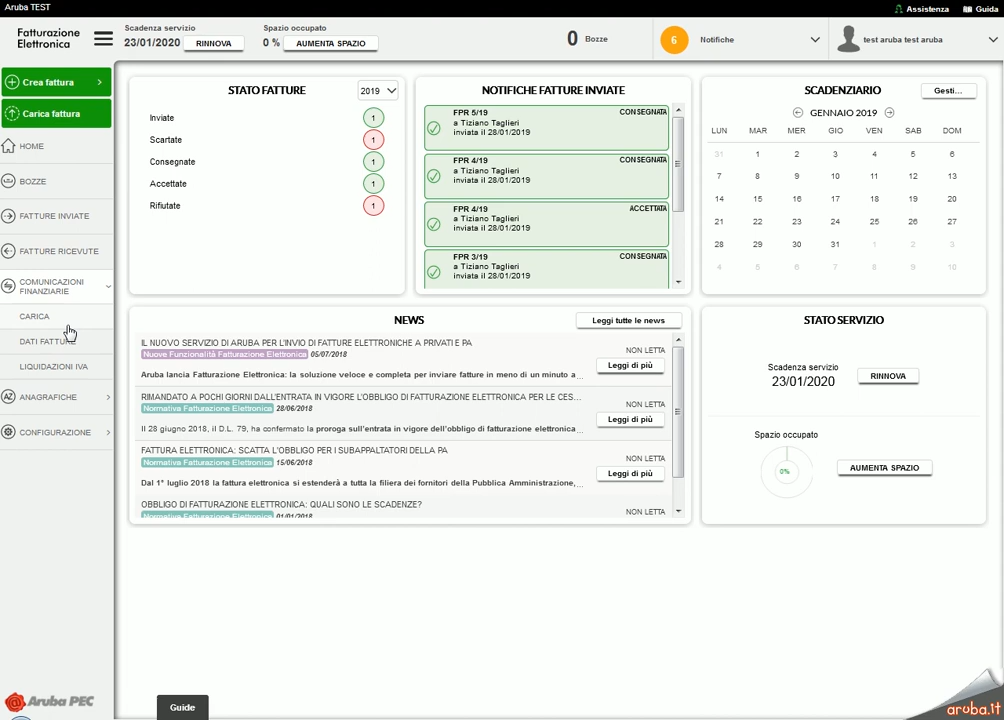 Aruba TEST
Assistenza
Guida
Fatturazione
Elettronica
Scadenza servizio
23/01/2020
RINNOVA
Spazio occupato
0 %
AUMENTA SPAZIO
0 Bozze
6
Notifiche
test aruba test aruba
Crea fattura
Carica fattura
HOME
BOZZE
FATTURE INVIATE
FATTURE RICEVUTE
COMUNICAZIONI
FINANZIARIE
CARICA
DATI FATTURE
LIQUIDAZIONI IVA
ANAGRAFICHE
CONFIGURAZIONE
Aruba PEC
STATO FATTURE
2019
Inviate 1
Scartate 1
Consegnate 1
Accettate 1
Rifiutate 1
NOTIFICHE FATTURE INVIATE
FPR 5/19 CONSEGNATA
a Tiziano Taglieri
inviata il 28/01/2019
FPR 4/19 CONSEGNATA
a Tiziano Taglieri
inviata il 28/01/2019
FPR 4/19 ACCETTATA
a Tiziano Taglieri
inviata il 28/01/2019
FPR 3/19 CONSEGNATA
a Tiziano Taglieri
inviata il 28/01/2019
SCADENZIARIO
Gesti...
GENNAIO 2019
LUN MAR MER GIO VEN SAB DOM
31 1 2 3 4 5 6
7 8 9 10 11 12 13
14 15 16 17 18 19 20
21 22 23 24 25 26 27
28 29 30 31 1 2 3
4 5 6 7 8 9 10
NEWS
Leggi tutte le news
IL NUOVO SERVIZIO DI ARUBA PER L'INVIO DI FATTURE ELETTRONICHE A PRIVATI E PA
NON LETTA
Nuove Funzionalità Fatturazione Elettronica 05/07/2018
Leggi di più
Aruba lancia Fatturazione Elettronica: la soluzione veloce e completa per inviare fatture in meno di un minuto a...
RIMANDATO A POCHI GIORNI DALL'ENTRATA IN VIGORE L'OBBLIGO DI FATTURAZIONE ELETTRONICA PER LE CES...
NON LETTA
Normativa Fatturazione Elettronica 28/06/2018
Leggi di più
Il 28 giugno 2018, il D.L. 79, ha confermato la proroga sull'entrata in vigore dell'obbligo di fatturazione elettronica...
FATTURA ELETTRONICA: SCATTA L'OBBLIGO PER I SUBAPPALTATORI DELLA PA
NON LETTA
Normativa Fatturazione Elettronica 15/06/2018
Leggi di più
Dal 1° luglio 2018 la fattura elettronica si estenderà a tutta la filiera dei fornitori della Pubblica Amministrazione,...
OBBLIGO DI FATTURAZIONE ELETTRONICA: QUALI SONO LE SCADENZE?
NON LETTA
Normativa Fatturazione Elettronica 01/01/2018
STATO SERVIZIO
Scadenza servizio
23/01/2020
RINNOVA
Spazio occupato
0%
AUMENTA SPAZIO
Guide
aruba.it